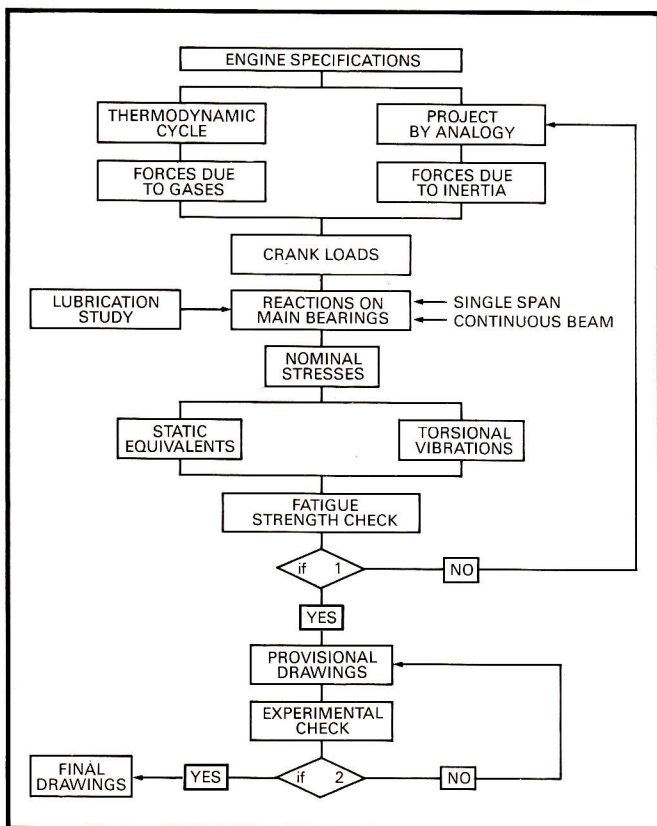 ENGINE SPECIFICATIONS
THERMODYNAMIC
CYCLE
PROJECT
BY ANALOGY
FORCES DUE
TO GASES
FORCES DUE
TO INERTIA
CRANK LOADS
LUBRICATION
STUDY
REACTIONS ON
MAIN BEARINGS
SINGLE SPAN
CONTINUOUS BEAM
NOMINAL
STRESSES
STATIC
EQUIVALENTS
TORSIONAL
VIBRATIONS
FATIGUE
STRENGTH CHECK
if 1
NO
YES
PROVISIONAL
DRAWINGS
EXPERIMENTAL
CHECK
FINAL
DRAWINGS
YES
if 2
NO